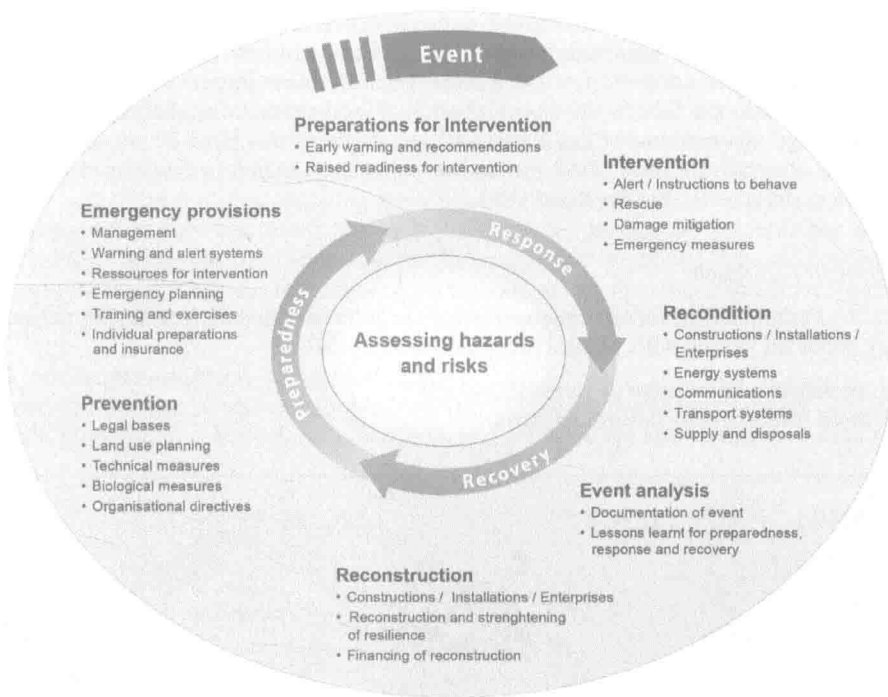 Event
Preparations for Intervention
• Early warning and recommendations
• Raised readiness for intervention
Intervention
• Alert / Instructions to behave
• Rescue
• Damage mitigation
• Emergency measures
Recondition
• Constructions / Installations /
Enterprises
• Energy systems
• Communications
• Transport systems
• Supply and disposals
Event analysis
• Documentation of event
• Lessons learnt for preparedness,
response and recovery
Reconstruction
• Constructions / Installations / Enterprises
• Reconstruction and strenghtening
of resilience
• Financing of reconstruction
Prevention
• Legal bases
• Land use planning
• Technical measures
• Biological measures
• Organisational directives
Emergency provisions
• Management
• Warning and alert systems
• Ressources for intervention
• Emergency planning
• Training and exercises
• Individual preparations
and insurance
Response
Recovery
Preparedness
Assessing hazards
and risks